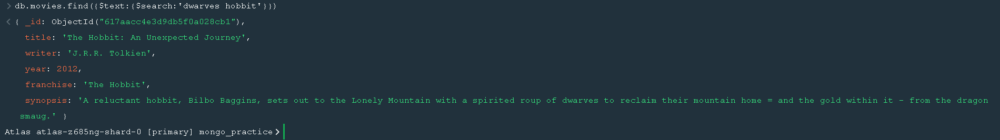 > db.movies.find({$text:{$search:'dwarves hobbit'}})
< { _id: ObjectId("617aacc4e3d9db5f0a028cb1"),
title: 'The Hobbit: An Unexpected Journey',
writer: 'J.R.R. Tolkien',
year: 2012,
franchise: 'The Hobbit',
synopsis: 'A reluctant hobbit, Bilbo Baggins, sets out to the Lonely Mountain with a spirited roup of dwarves to reclaim their mountain home = and the gold within it - from the dragon
smaug.' }
Atlas atlas-z685ng-shard-0 [primary] mongo_practice>